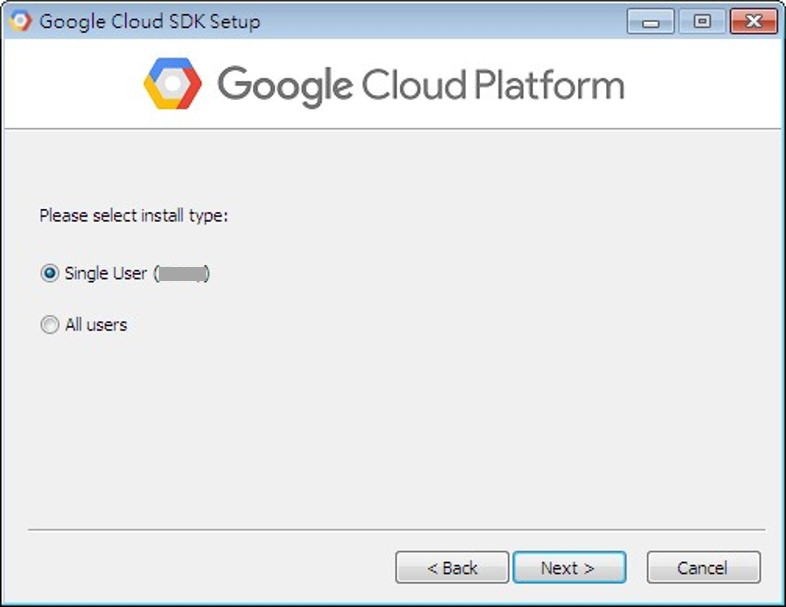 Google Cloud SDK Setup
Google Cloud Platform
Please select install type:
Single User ()
All users
< Back Next > Cancel